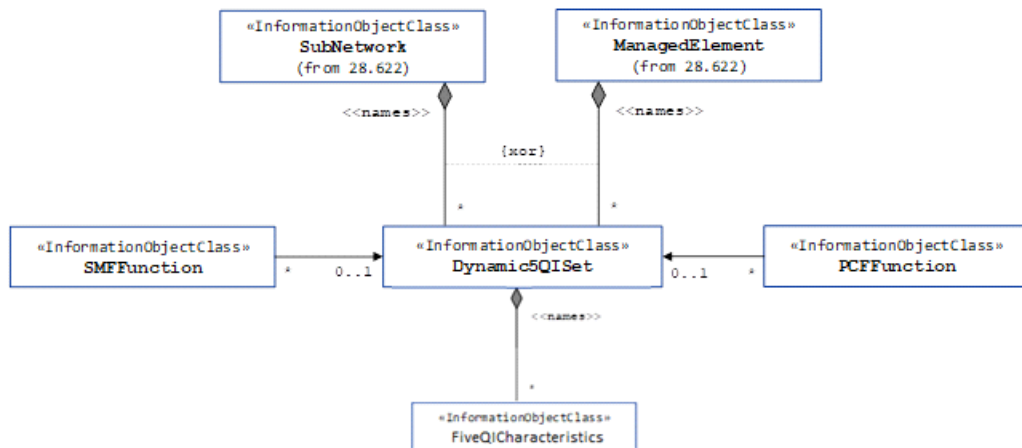 «InformationObjectClass»
SubNetwork
(from 28.622)
«InformationObjectClass»
ManagedElement
(from 28.622)
<<names>>
<<names>>
{xor}
*
*
«InformationObjectClass»
SMFFunction
*
0..1
«InformationObjectClass»
Dynamic5QISet
0..1
*
«InformationObjectClass»
PCFFunction
<<names>>
*
«InformationObjectClass»
FiveQICharacteristics